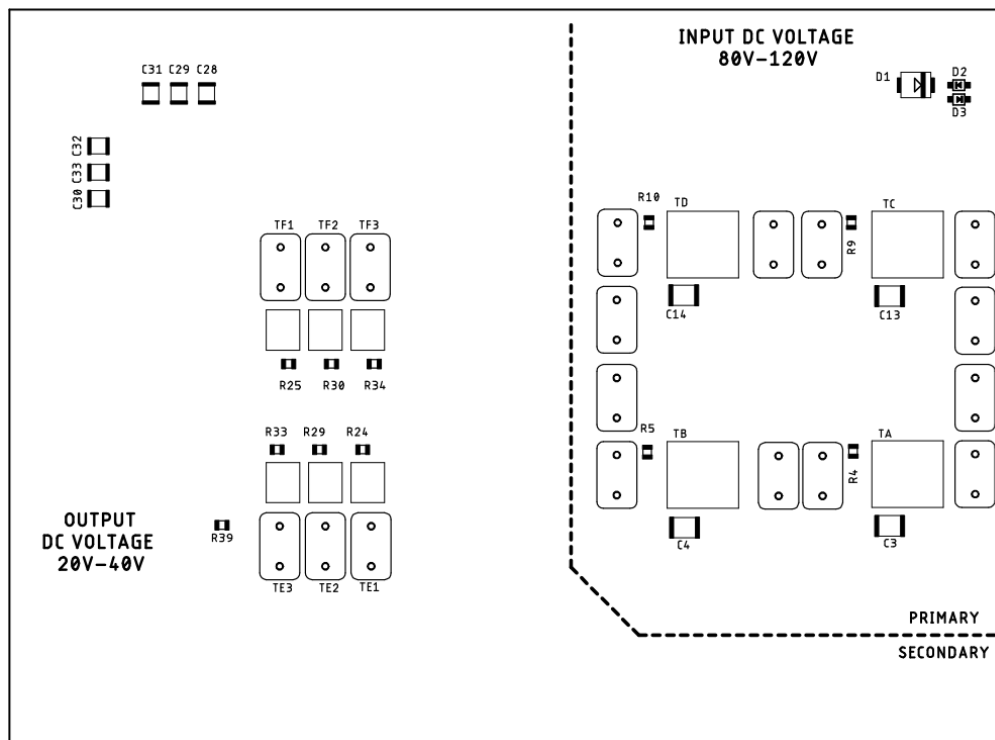 INPUT DC VOLTAGE
80V-120V
C31 C29 C28
D1
D2
D3
C32
C33
C30
R10
TD
R9
TC
TF1 TF2 TF3
C14
C13
R25 R30 R34
R33 R29 R24
R5
TB
R4
TA
OUTPUT
DC VOLTAGE
20V-40V
R39
C4
C3
TE3 TE2 TE1
PRIMARY
SECONDARY